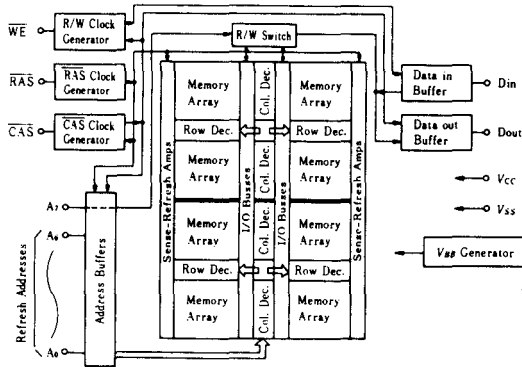 WE
R/W Clock
Generator
RAS
RAS Clock
Generator
CAS
CAS Clock
Generator
R/W Switch
Data in
Buffer
Din
Data out
Buffer
Dout
VCC
VSS
VBB Generator
Sense-Refresh Amps
Memory
Array
Row Dec.
Memory
Array
Memory
Array
Row Dec.
Memory
Array
I/O Busses
Col. Dec.
Col. Dec.
Col. Dec.
Col. Dec.
I/O Busses
Memory
Array
Row Dec.
Memory
Array
Memory
Array
Row Dec.
Memory
Array
Sense-Refresh Amps
A7
A6
A0
Refresh Addresses
Address Buffers